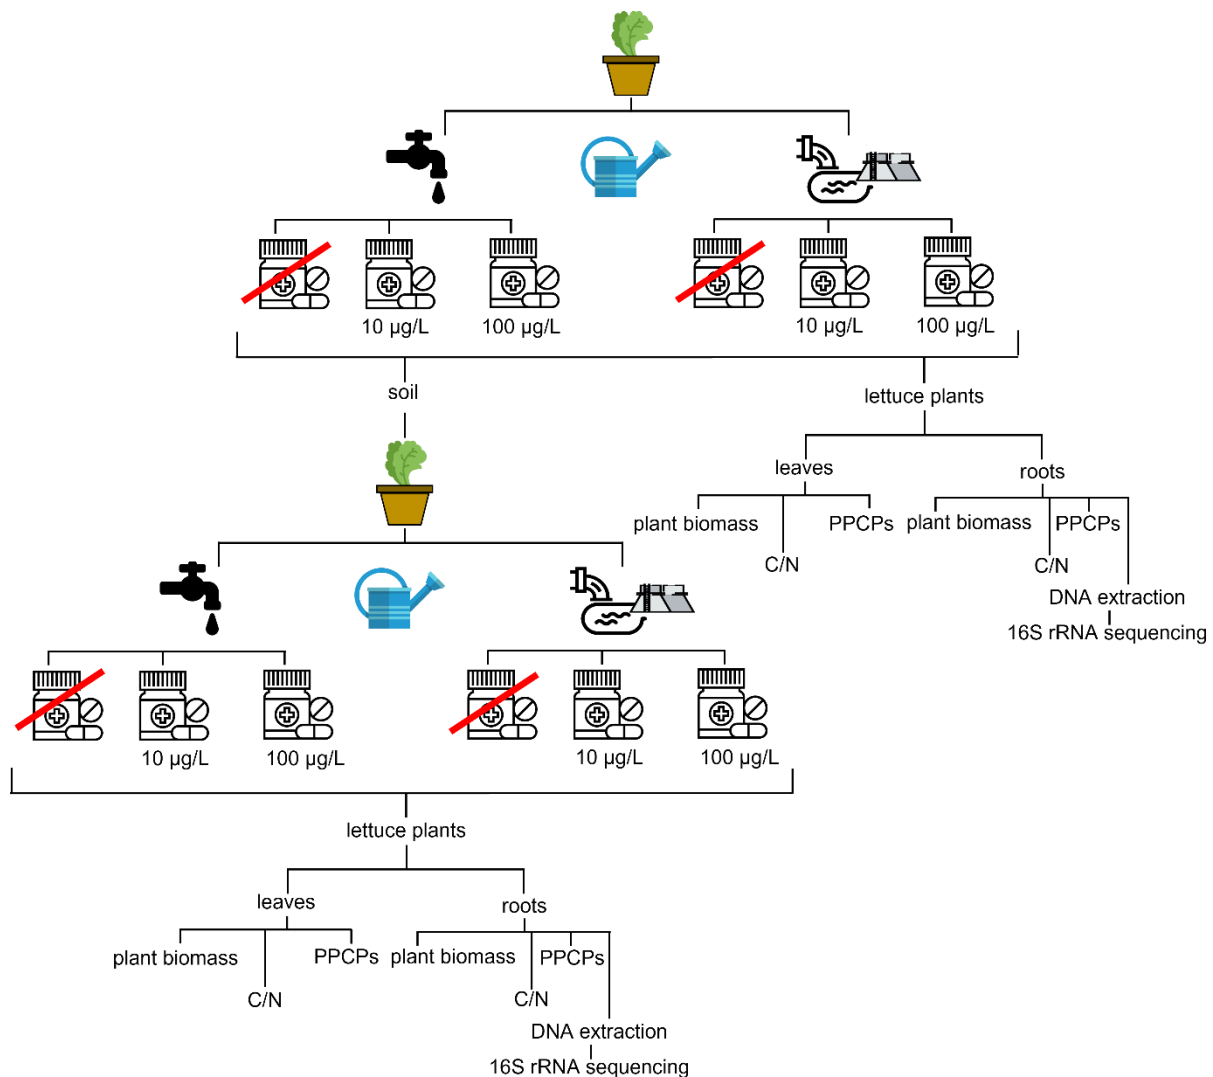 10 µg/L
100 µg/L
10 µg/L
100 µg/L
soil
lettuce plants
leaves
roots
plant biomass
PPCPs
plant biomass
PPCPs
C/N
C/N
DNA extraction
16S rRNA sequencing
10 µg/L
100 µg/L
10 µg/L
100 µg/L
lettuce plants
leaves
roots
plant biomass
PPCPs
plant biomass
PPCPs
C/N
C/N
DNA extraction
16S rRNA sequencing